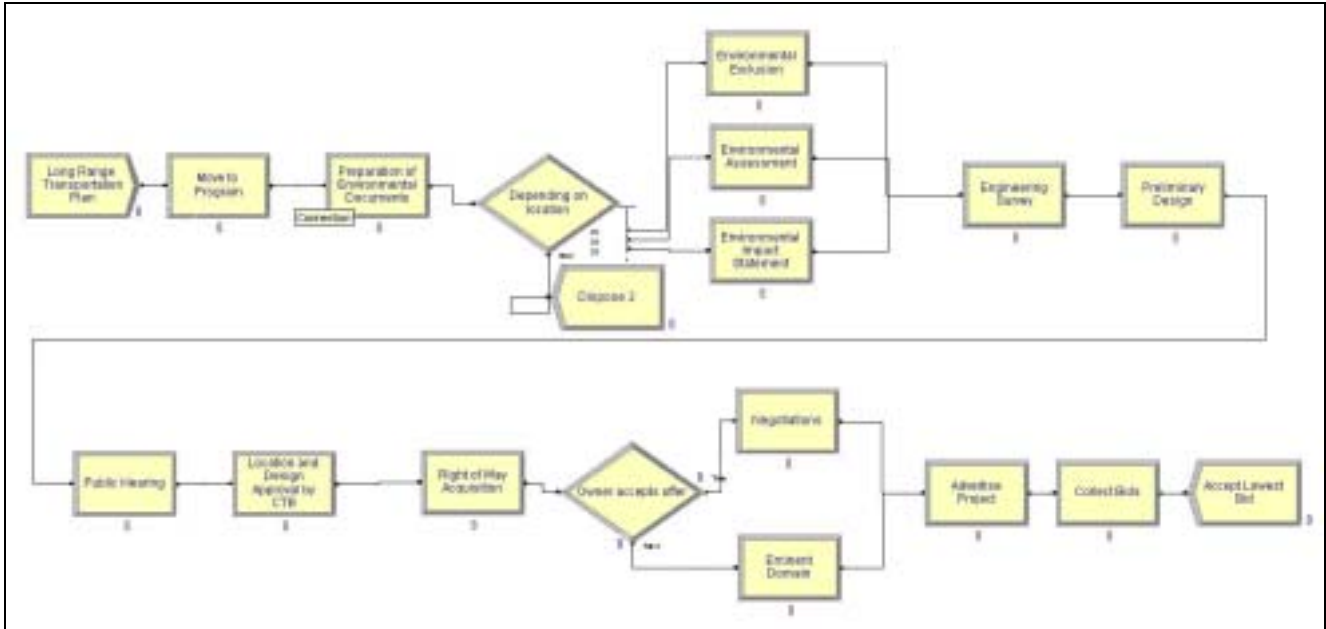 Environmental
Exclusion
Long Range
Transportation
Plan
Move to
Program
Preparation of
Environmental
Documents
Connection
Depending on
location
Environmental
Assessment
Environmental
Impact
Statement
Engineering
Survey
Preliminary
Design
Dispose 2
Public Hearing
Location and
Design
Approval by
CTB
Right of Way
Acquisition
Owner accepts offer
Negotiations
Eminent
Domain
Advertise
Project
Collect Bids
Accept Lowest
Bid